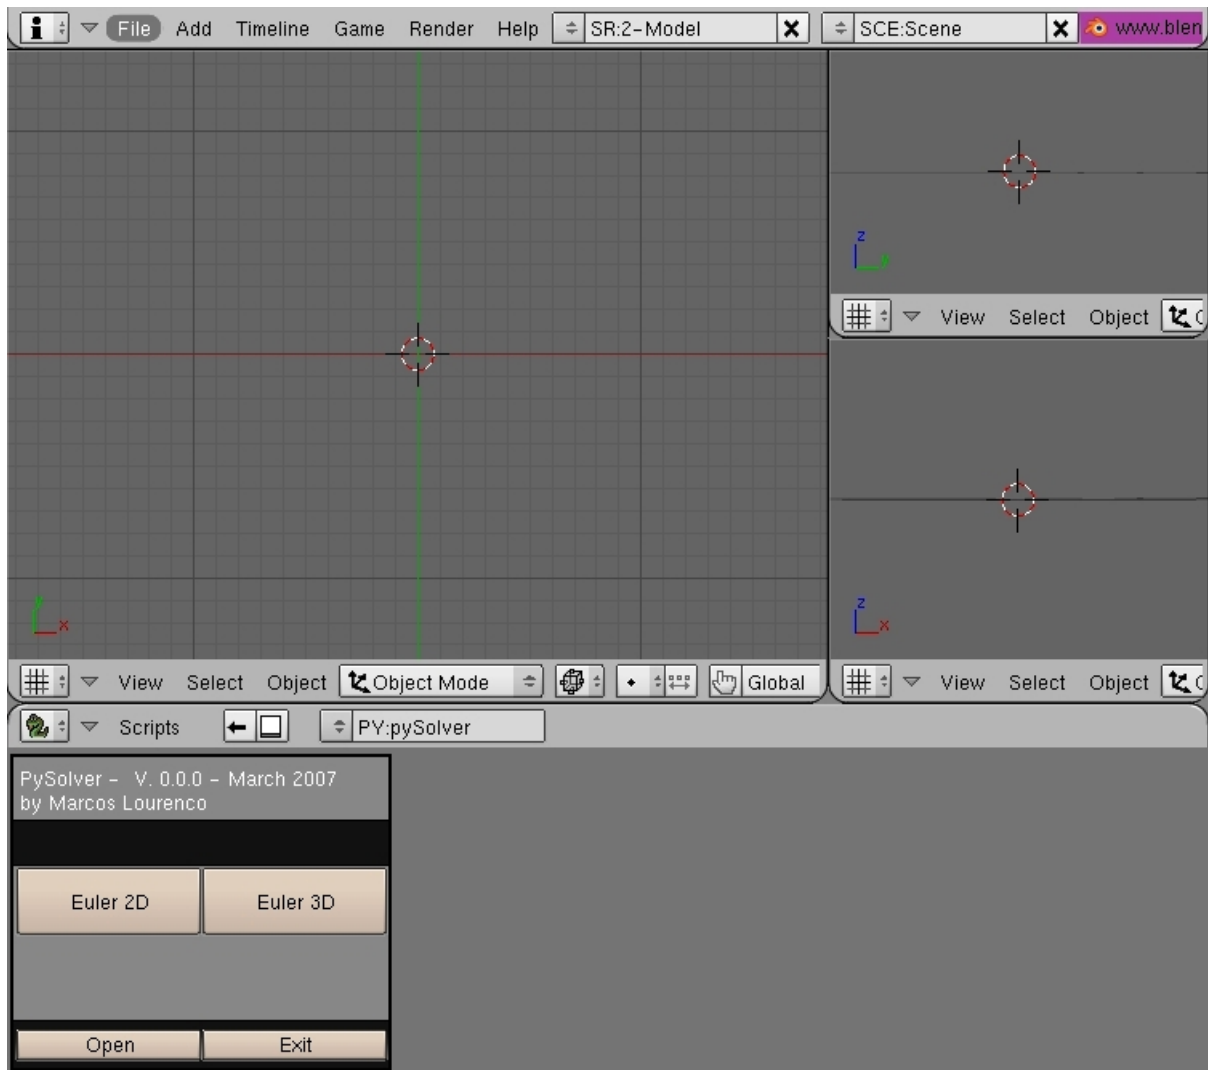 File Add Timeline Game Render Help SR:2-Model SCE:Scene www.blen
z
y
View Select Object
y
x
z
x
View Select Object Object Mode Global
View Select Object
Scripts PY:pySolver
PySolver - V. 0.0.0 - March 2007
by Marcos Lourenco
Euler 2D Euler 3D
Open Exit